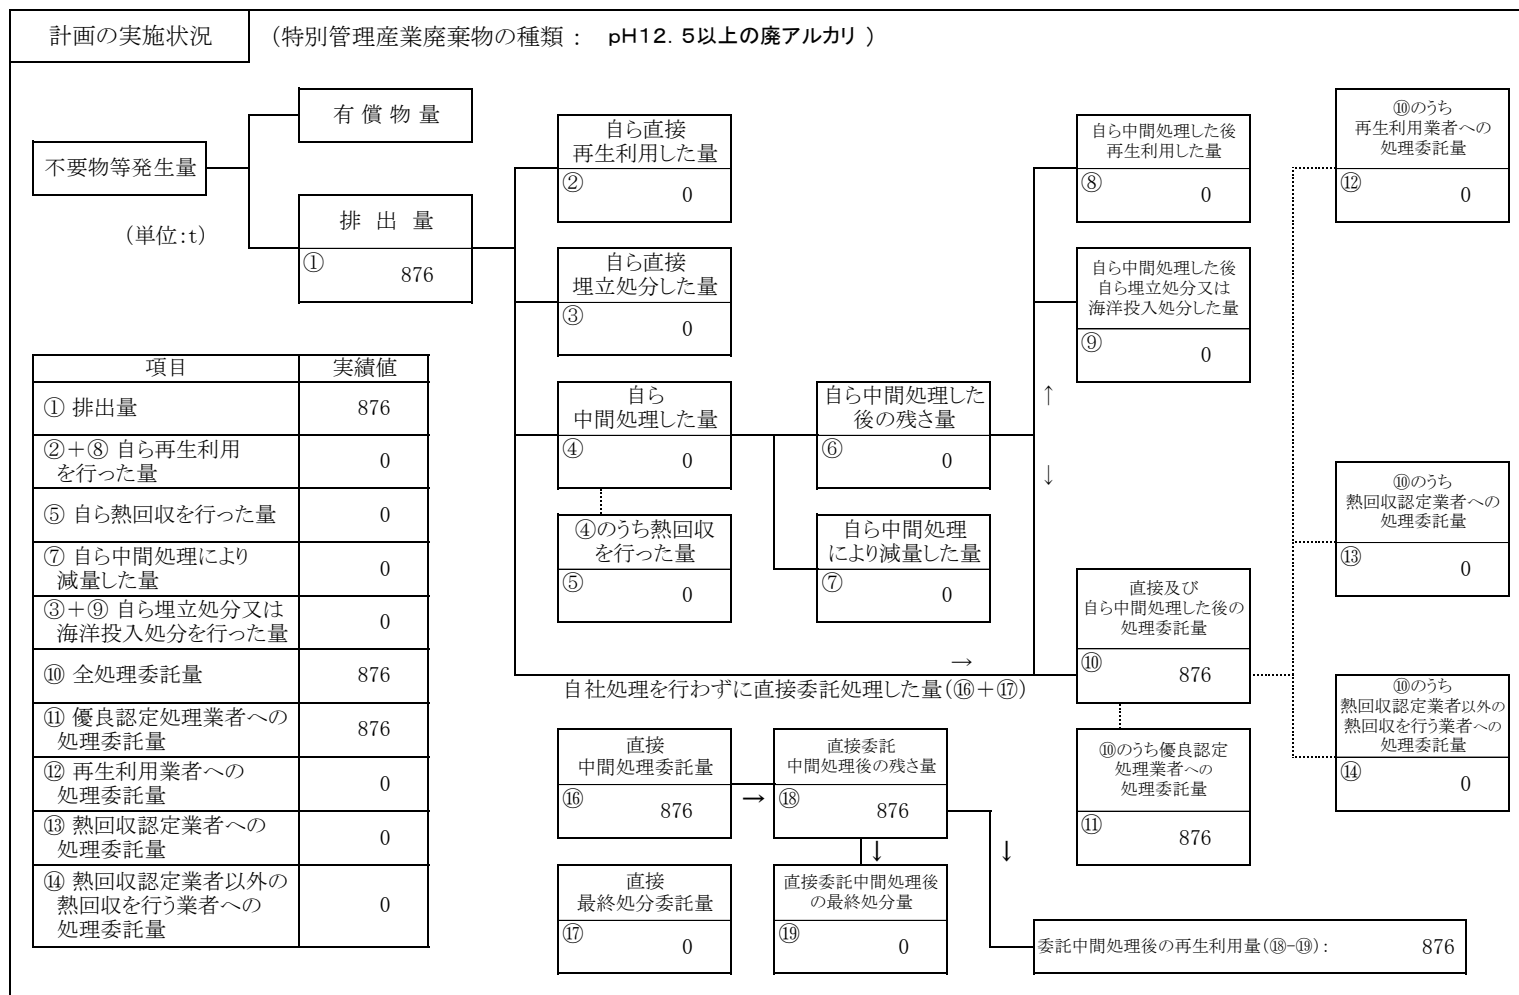 計画の実施状況
（特別管理産業廃棄物の種類： pH12．5以上の廃アルカリ ）
不要物等発生量
（単位：t）
有 償 物 量
排 出 量
①
876
自ら直接
再生利用した量
②
0
自ら直接
埋立処分した量
③
0
自ら
中間処理した量
④
0
④のうち熱回収
を行った量
⑤
0
自ら中間処理した
後の残さ量
⑥
0
自ら中間処理
により減量した量
⑦
0
自ら中間処理した後
再生利用した量
⑧
0
自ら中間処理した後
自ら埋立処分又は
海洋投入処分した量
⑨
0
↑
↓
→
自社処理を行わずに直接委託処理した量（⑯＋⑰）
直接及び
自ら中間処理した後の
処理委託量
⑩
876
⑩のうち優良認定
処理業者への
処理委託量
⑪
876
⑩のうち
再生利用業者への
処理委託量
⑫
0
⑩のうち
熱回収認定業者への
処理委託量
⑬
0
⑩のうち
熱回収認定業者以外の
熱回収を行う業者への
処理委託量
⑭
0
直接
中間処理委託量
⑯
876
→
直接委託
中間処理後の残さ量
⑱
876
↓
↓
直接
最終処分委託量
⑰
0
直接委託中間処理後
の最終処分量
⑲
0
委託中間処理後の再生利用量（⑱-⑲）： 876
項目 実績値
① 排出量 876
②＋⑧ 自ら再生利用
を行った量 0
⑤ 自ら熱回収を行った量 0
⑦ 自ら中間処理により
減量した量 0
③＋⑨ 自ら埋立処分又は
海洋投入処分を行った量 0
⑩ 全処理委託量 876
⑪ 優良認定処理業者への
処理委託量 876
⑫ 再生利用業者への
処理委託量 0
⑬ 熱回収認定業者への
処理委託量 0
⑭ 熱回収認定業者以外の
熱回収を行う業者への
処理委託量 0